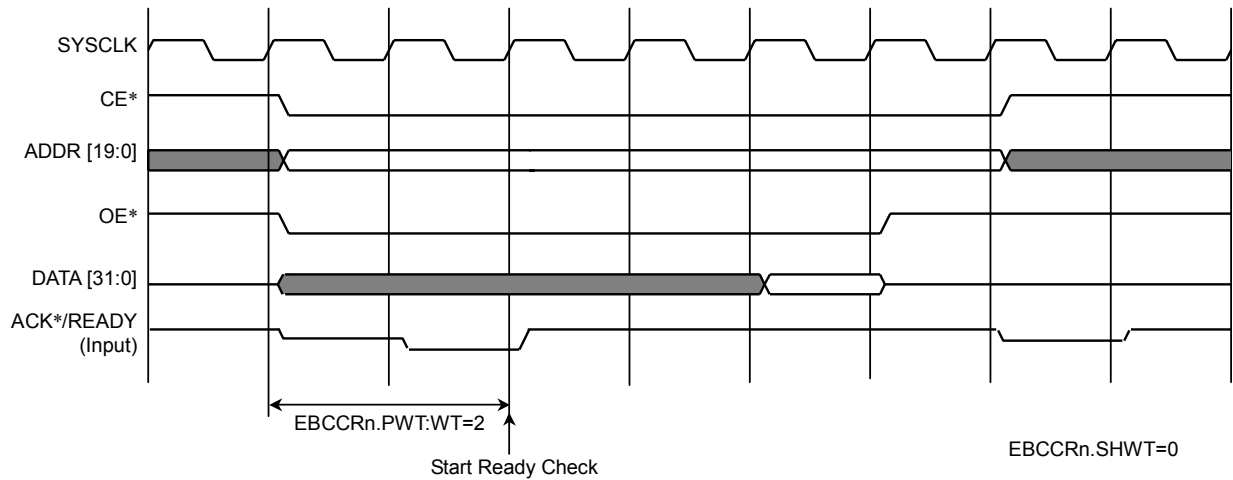 SYSCLK
CE*
ADDR [19:0]
OE*
DATA [31:0]
ACK*/READY
(Input)
EBCCRn.PWT:WT=2
EBCCRn.SHWT=0
Start Ready Check